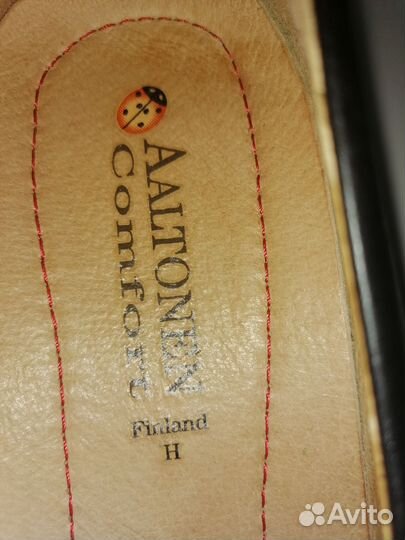 AALTONEN
Comfort
Finland
H
Avito